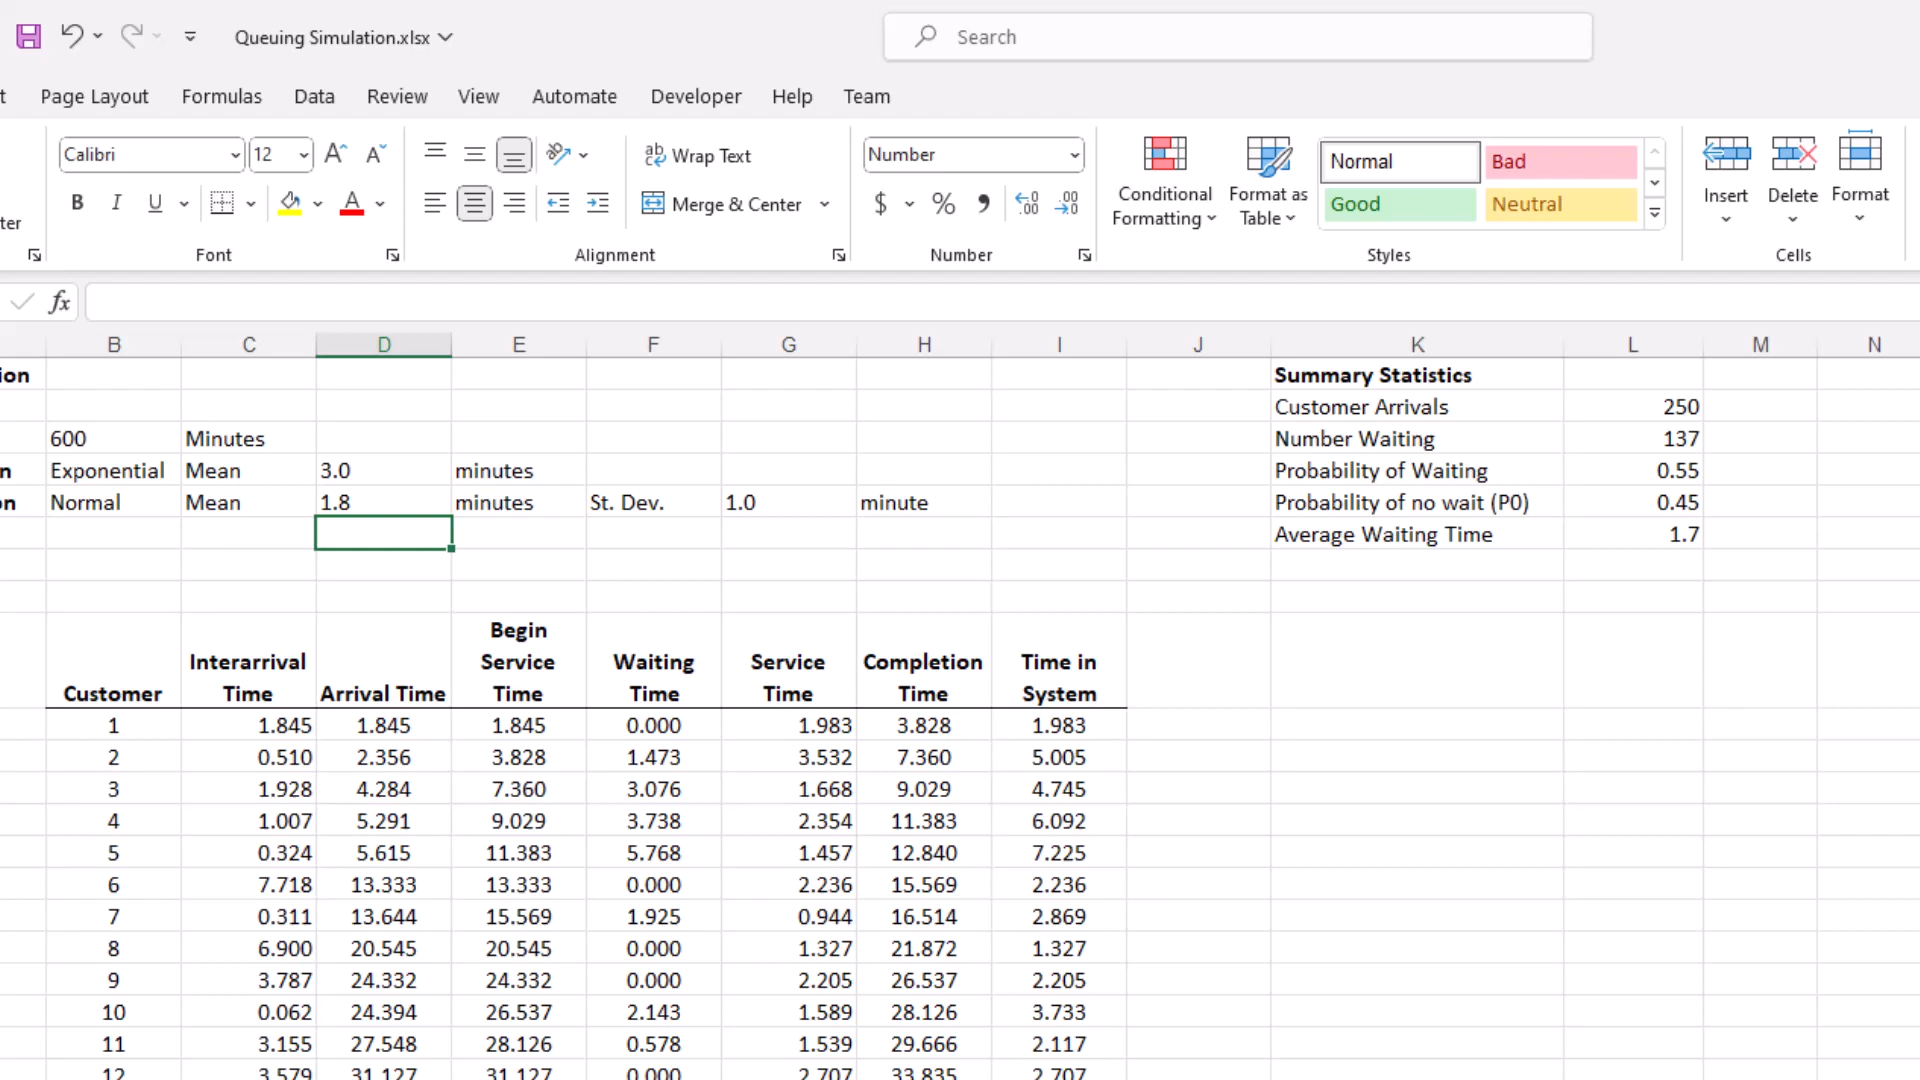 Queuing Simulation.xlsx
Search
t Page Layout Formulas Data Review View Automate Developer Help Team
Calibri 12 Wrap Text Number Conditional Formatting Format as Table Normal Bad Insert Delete Format
ter B I U Merge & Center $ % Good Neutral
Font Alignment Number Styles Cells
fx
B C D E F G H I J K L M N
ion Summary Statistics
Customer Arrivals 250
600 Minutes Number Waiting 137
n Exponential Mean 3.0 minutes Probability of Waiting 0.55
on Normal Mean 1.8 minutes St. Dev. 1.0 minute Probability of no wait (P0) 0.45
Average Waiting Time 1.7
Customer Interarrival Time Arrival Time Begin Service Time Waiting Time Service Time Completion Time Time in System
1 1.845 1.845 1.845 0.000 1.983 3.828 1.983
2 0.510 2.356 3.828 1.473 3.532 7.360 5.005
3 1.928 4.284 7.360 3.076 1.668 9.029 4.745
4 1.007 5.291 9.029 3.738 2.354 11.383 6.092
5 0.324 5.615 11.383 5.768 1.457 12.840 7.225
6 7.718 13.333 13.333 0.000 2.236 15.569 2.236
7 0.311 13.644 15.569 1.925 0.944 16.514 2.869
8 6.900 20.545 20.545 0.000 1.327 21.872 1.327
9 3.787 24.332 24.332 0.000 2.205 26.537 2.205
10 0.062 24.394 26.537 2.143 1.589 28.126 3.733
11 3.155 27.548 28.126 0.578 1.539 29.666 2.117
12 3.579 31.127 31.127 0.000 2.707 33.835 2.707